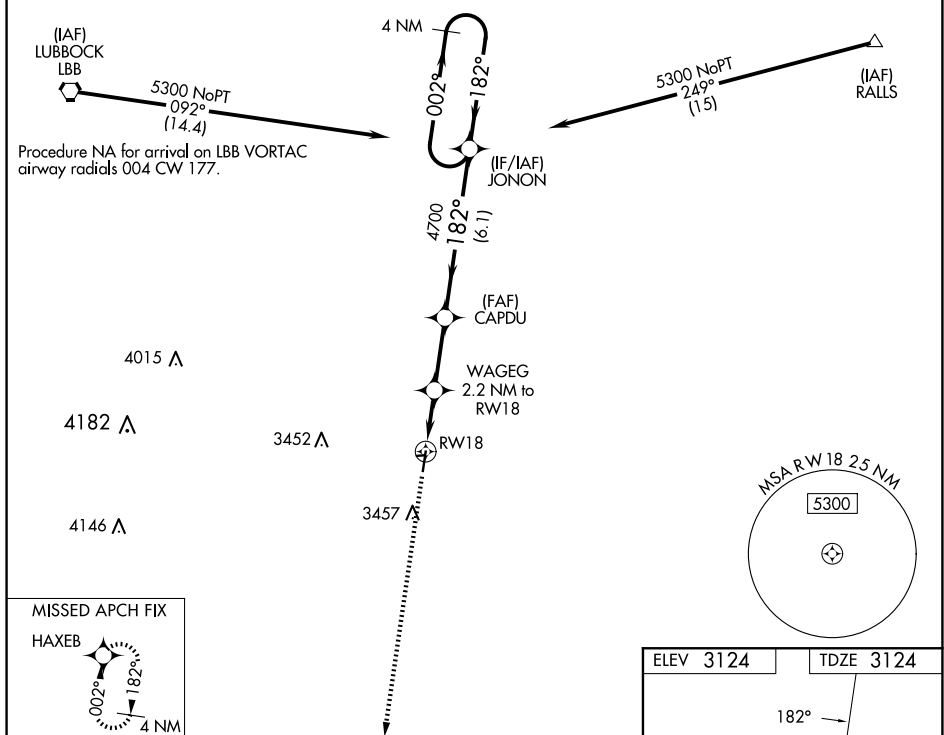 (IAF)
LUBBOCK
LBB
5300 NoPT
092°
(14.4)
Procedure NA for arrival on LBB VORTAC
airway radials 004 CW 177.
4 NM
002°
182°
5300 NoPT
249°
(15)
(IAF)
RALLS
(IF/IAF)
JONON
4700
182°
(6.1)
(FAF)
CAPDU
WAGEG
2.2 NM to
RW18
RW18
4015
4182
3452
4146
3457
MSA RW 18 25 NM
5300
MISSED APCH FIX
HAXEB
002°
182°
4 NM
ELEV 3124
TDZE 3124
182°